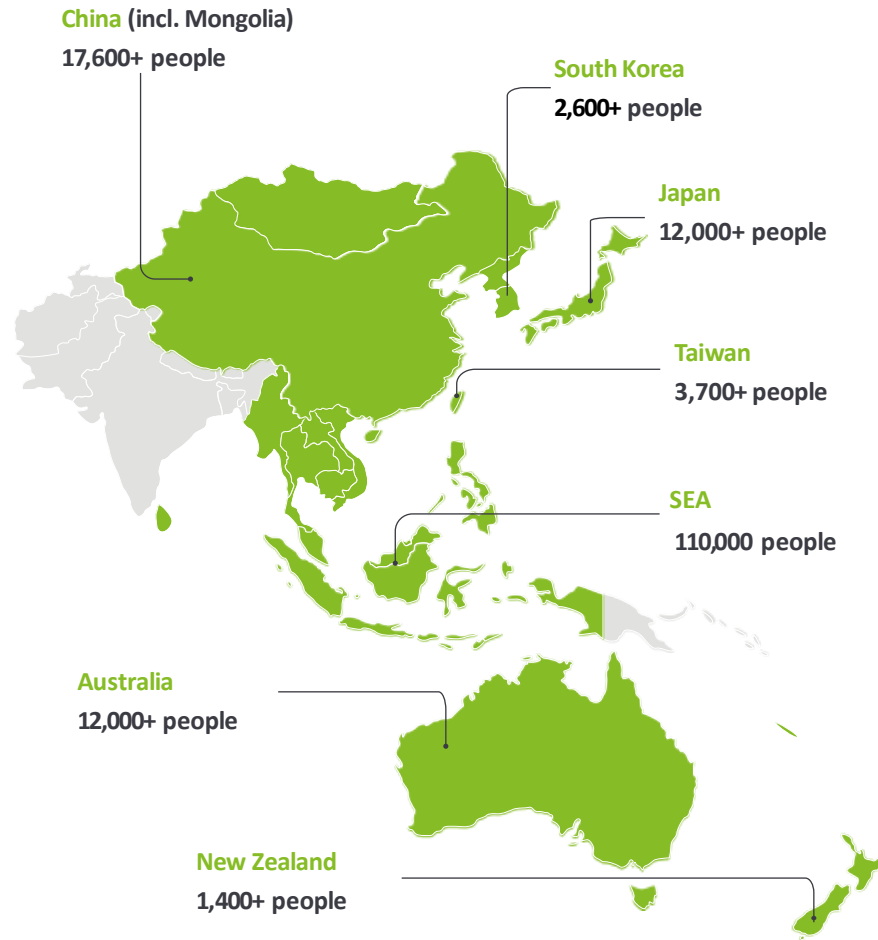 China (incl. Mongolia)
17,600+ people
South Korea
2,600+ people
Japan
12,000+ people
Taiwan
3,700+ people
SEA
110,000 people
Australia
12,000+ people
New Zealand
1,400+ people